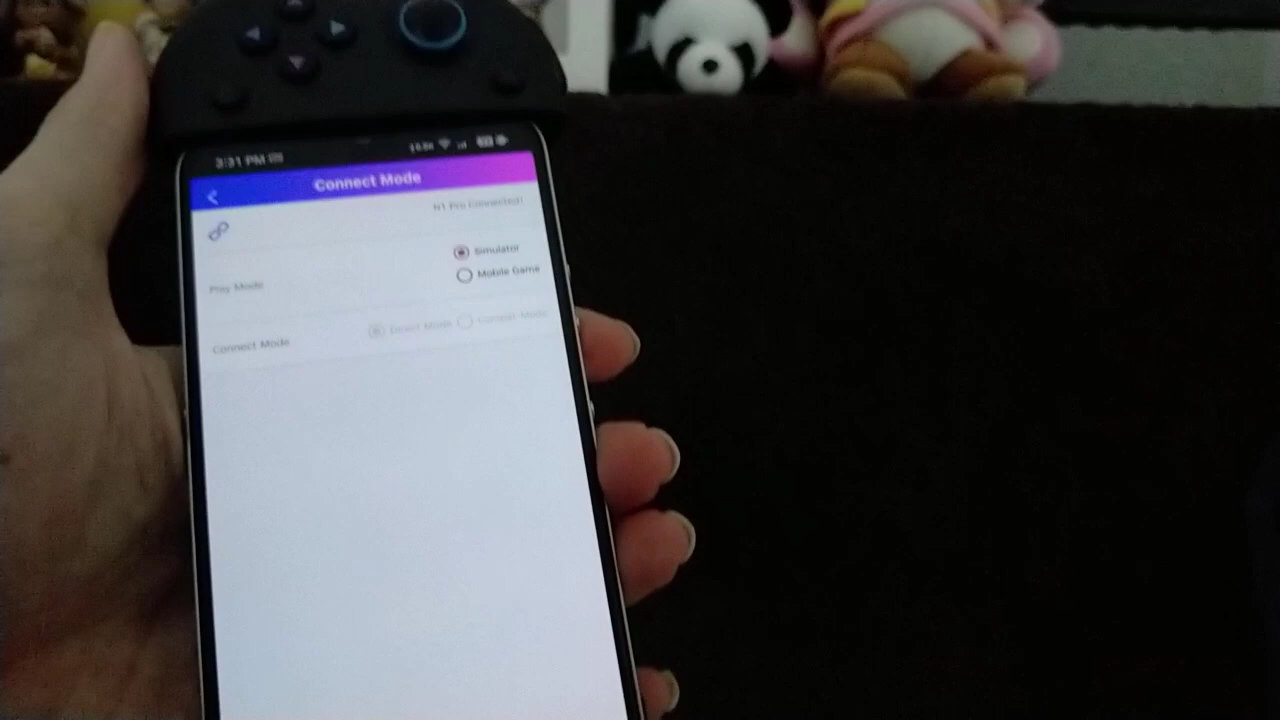 3:31 PM
Connect Mode
N1 Pro Connected!
Simulator
Play Mode
Mobile Game
Connect Mode
Direct Mode